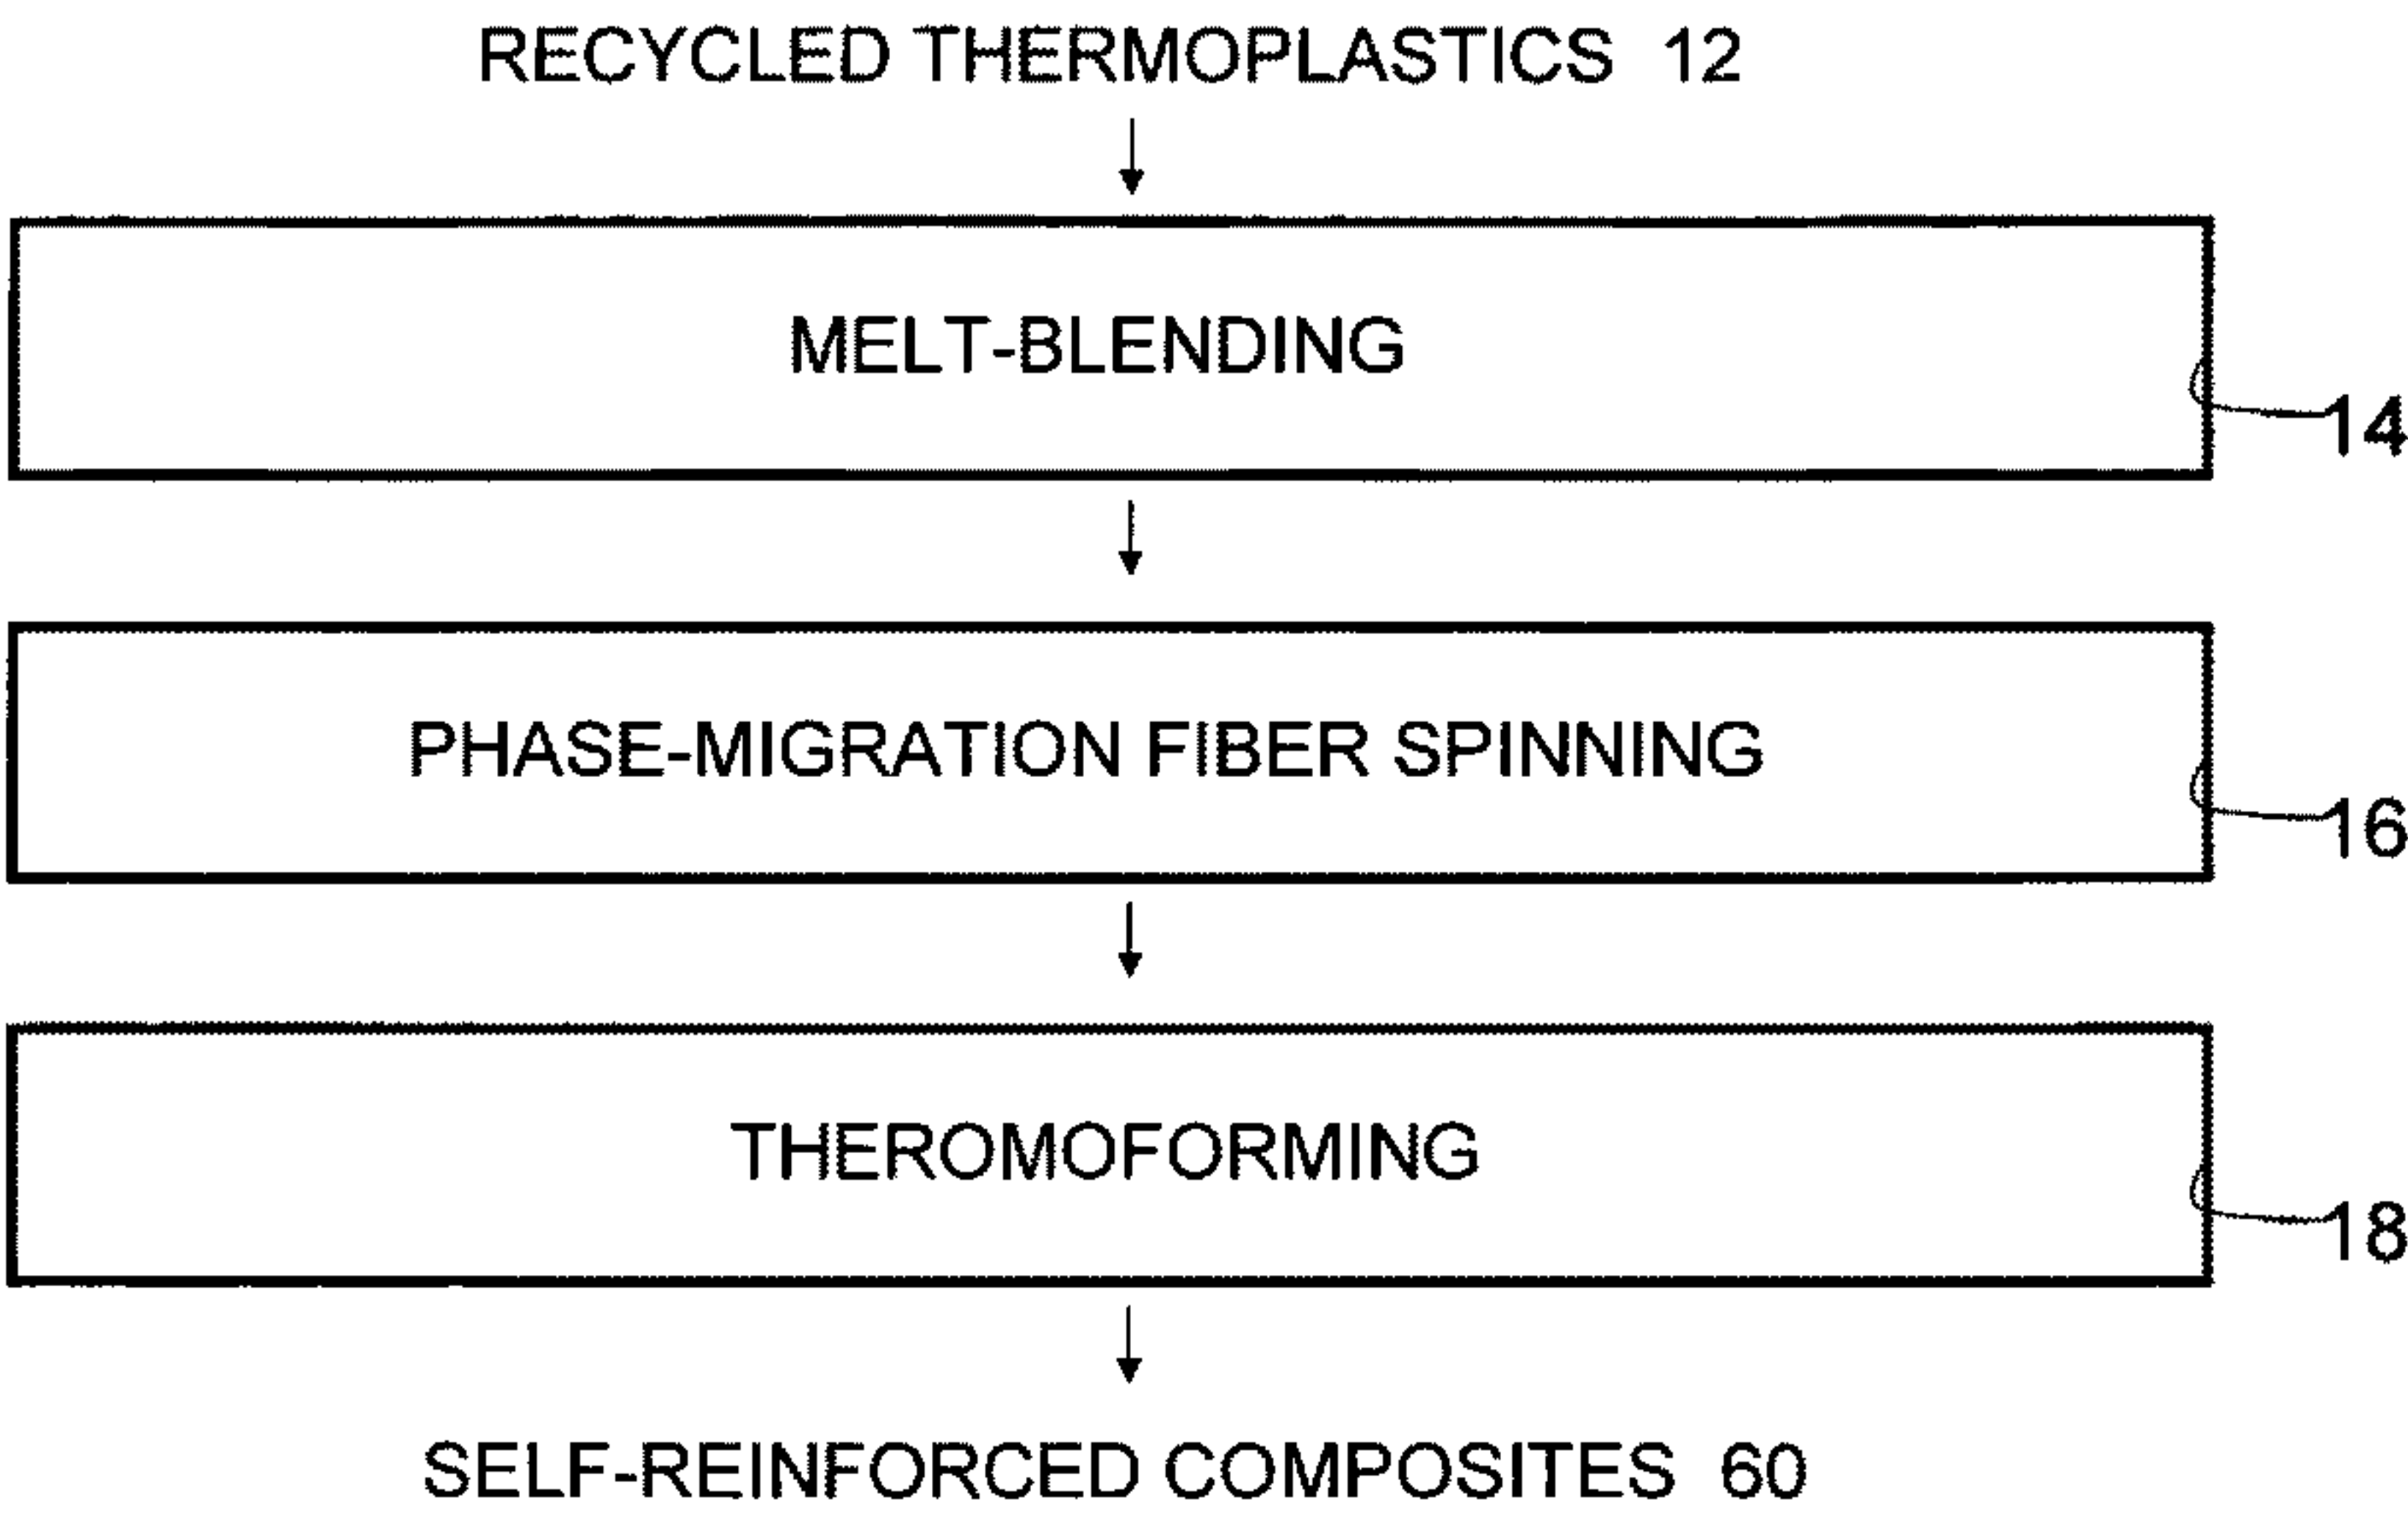 RECYCLED THERMOPLASTICS 12
MELT-BLENDING
14
PHASE-MIGRATION FIBER SPINNING
16
THEROMOFORMING
18
SELF-REINFORCED COMPOSITES 60